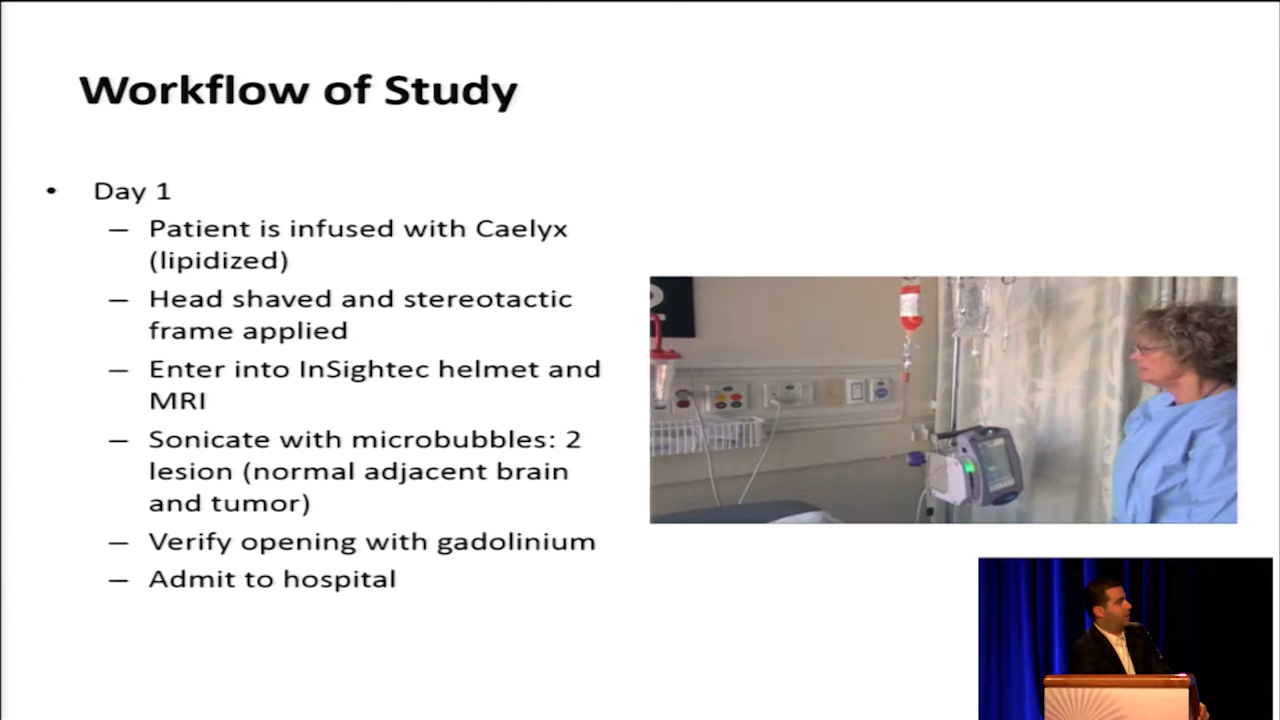 Workflow of Study
• Day 1
– Patient is infused with Caelyx
(lipidized)
– Head shaved and stereotactic
frame applied
– Enter into InSightec helmet and
MRI
– Sonicate with microbubbles: 2
lesion (normal adjacent brain
and tumor)
– Verify opening with gadolinium
– Admit to hospital